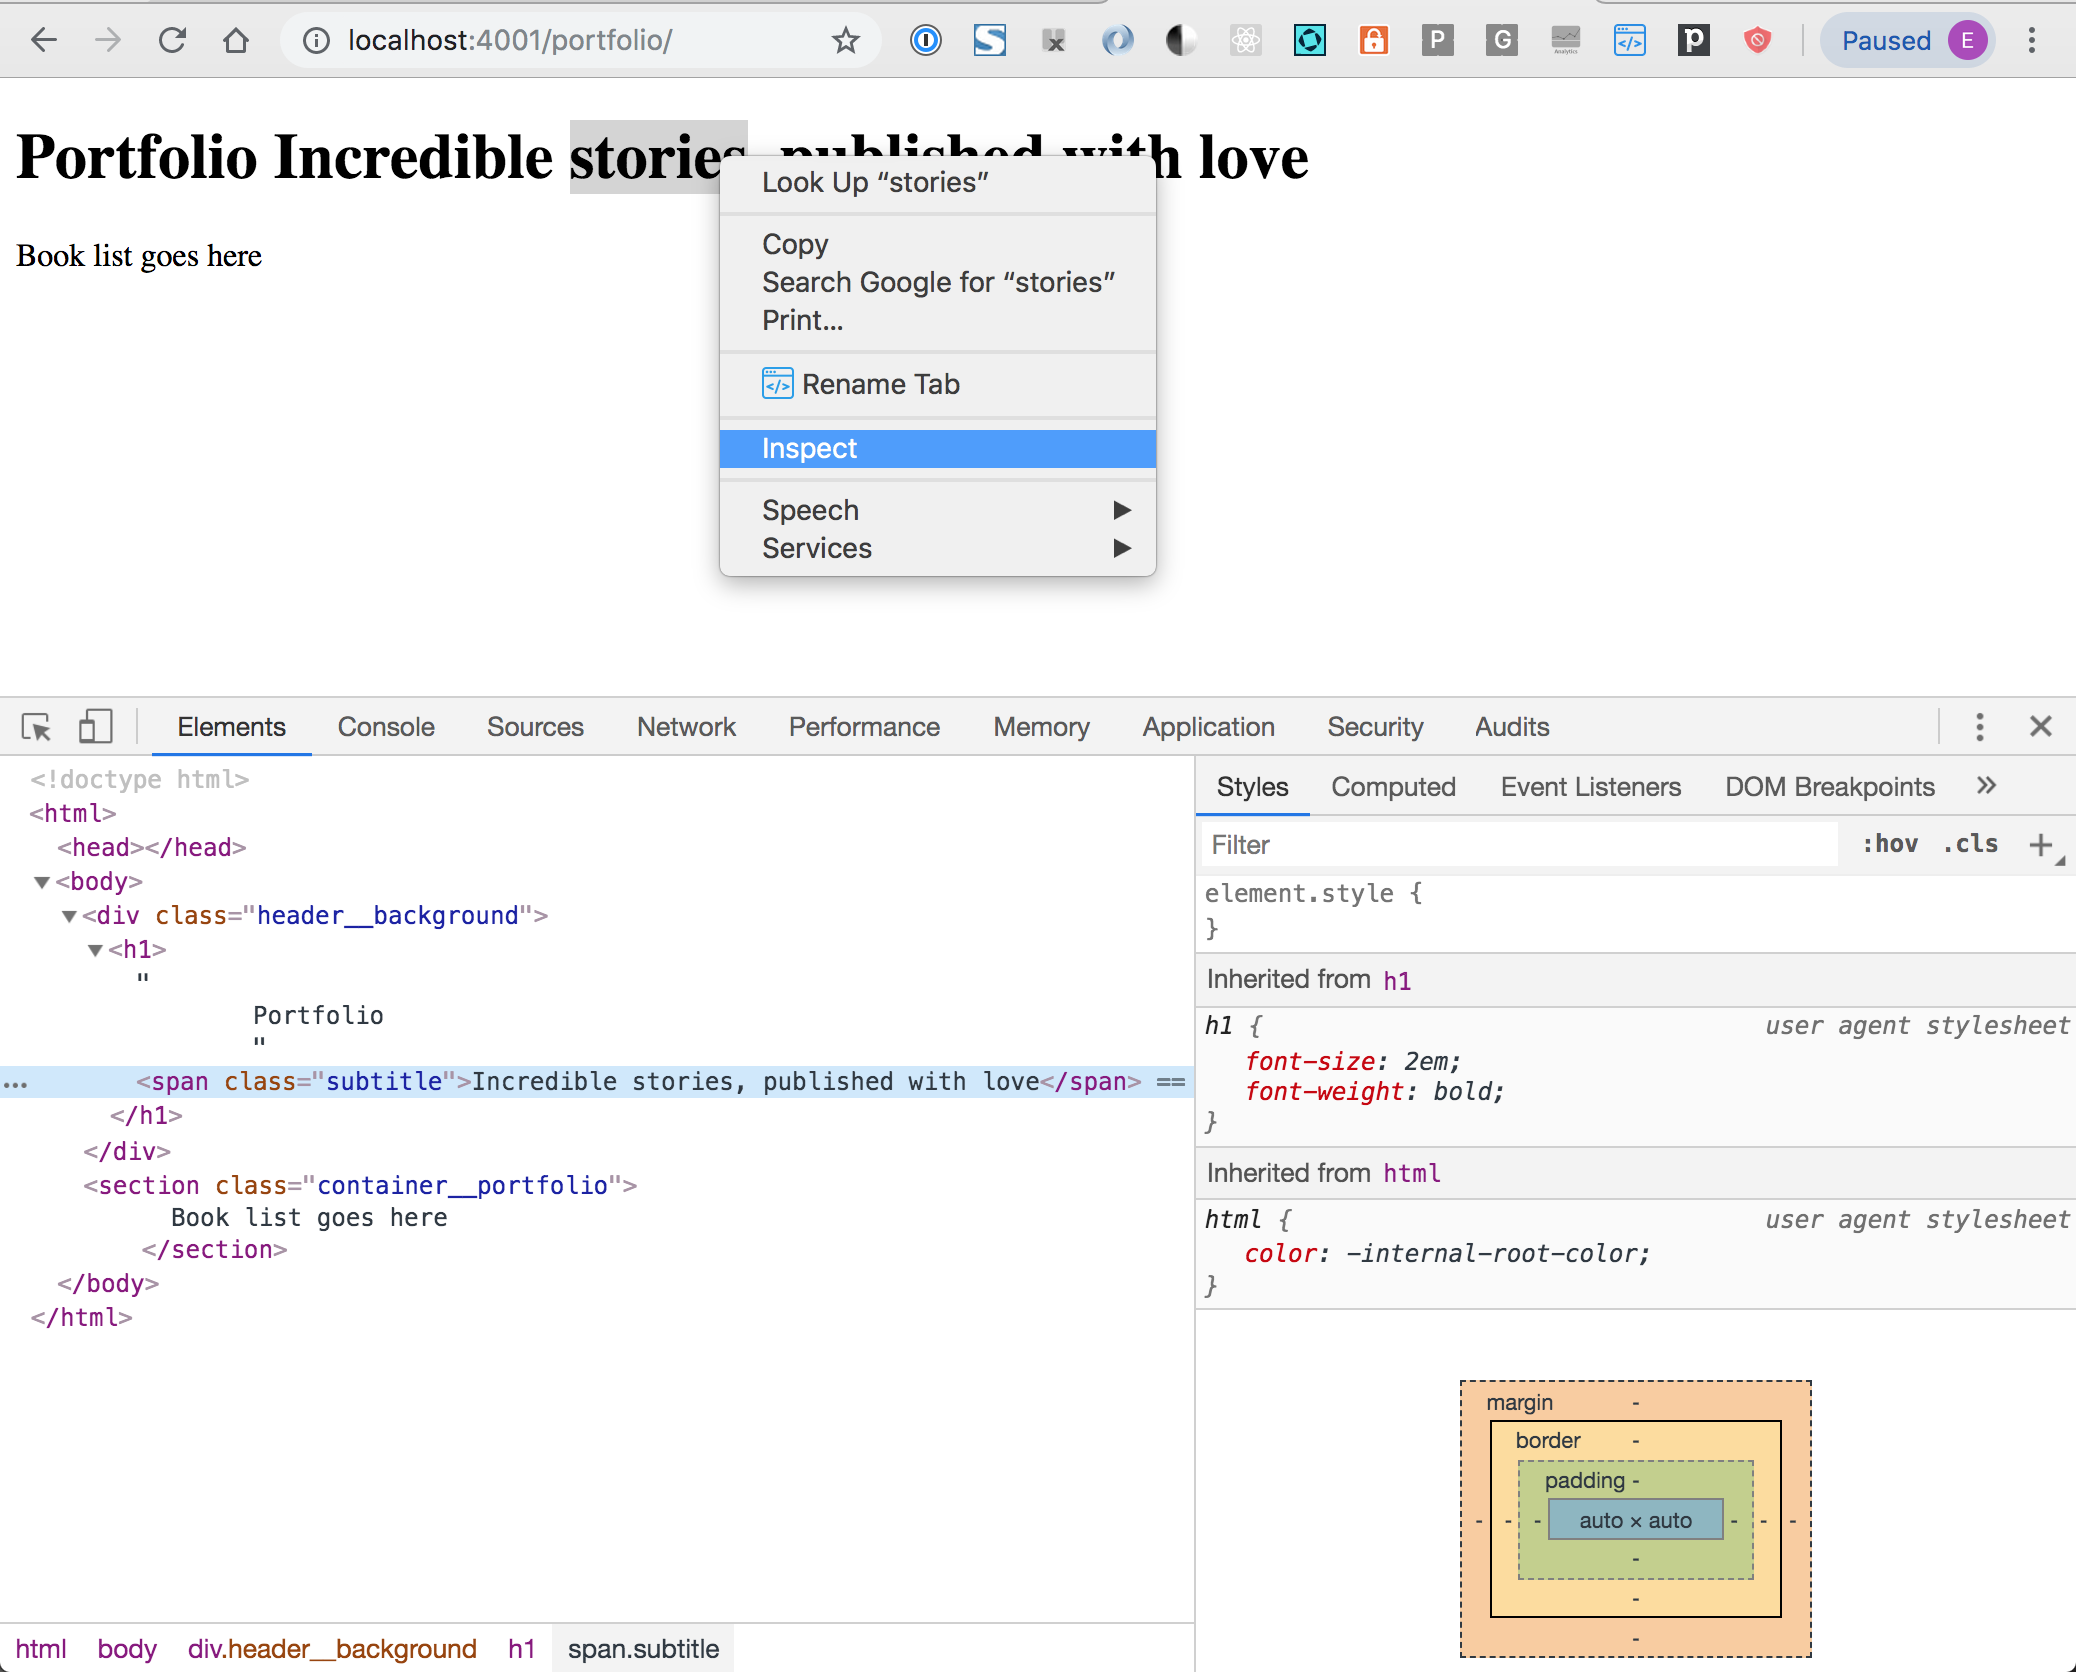 localhost:4001/portfolio/
P
G
Analytics
</>
p
Paused E
Portfolio Incredible stories, published with love
Look Up “stories”
Book list goes here
Copy
Search Google for “stories”
Print...
</> Rename Tab
Inspect
Speech
Services
Elements Console Sources Network Performance Memory Application Security Audits
<!doctype html>
<html>
<head></head>
<body>
<div class="header__background">
<h1>
"
Portfolio
"
... <span class="subtitle">Incredible stories, published with love</span> ==
</h1>
</div>
<section class="container__portfolio">
Book list goes here
</section>
</body>
</html>
html body div.header__background h1 span.subtitle
Styles Computed Event Listeners DOM Breakpoints »
Filter :hov .cls +
element.style {
}
Inherited from h1
h1 { user agent stylesheet
font-size: 2em;
font-weight: bold;
}
Inherited from html
html { user agent stylesheet
color: -internal-root-color;
}
margin -
border -
padding -
- - - auto × auto - - -
-
-
-